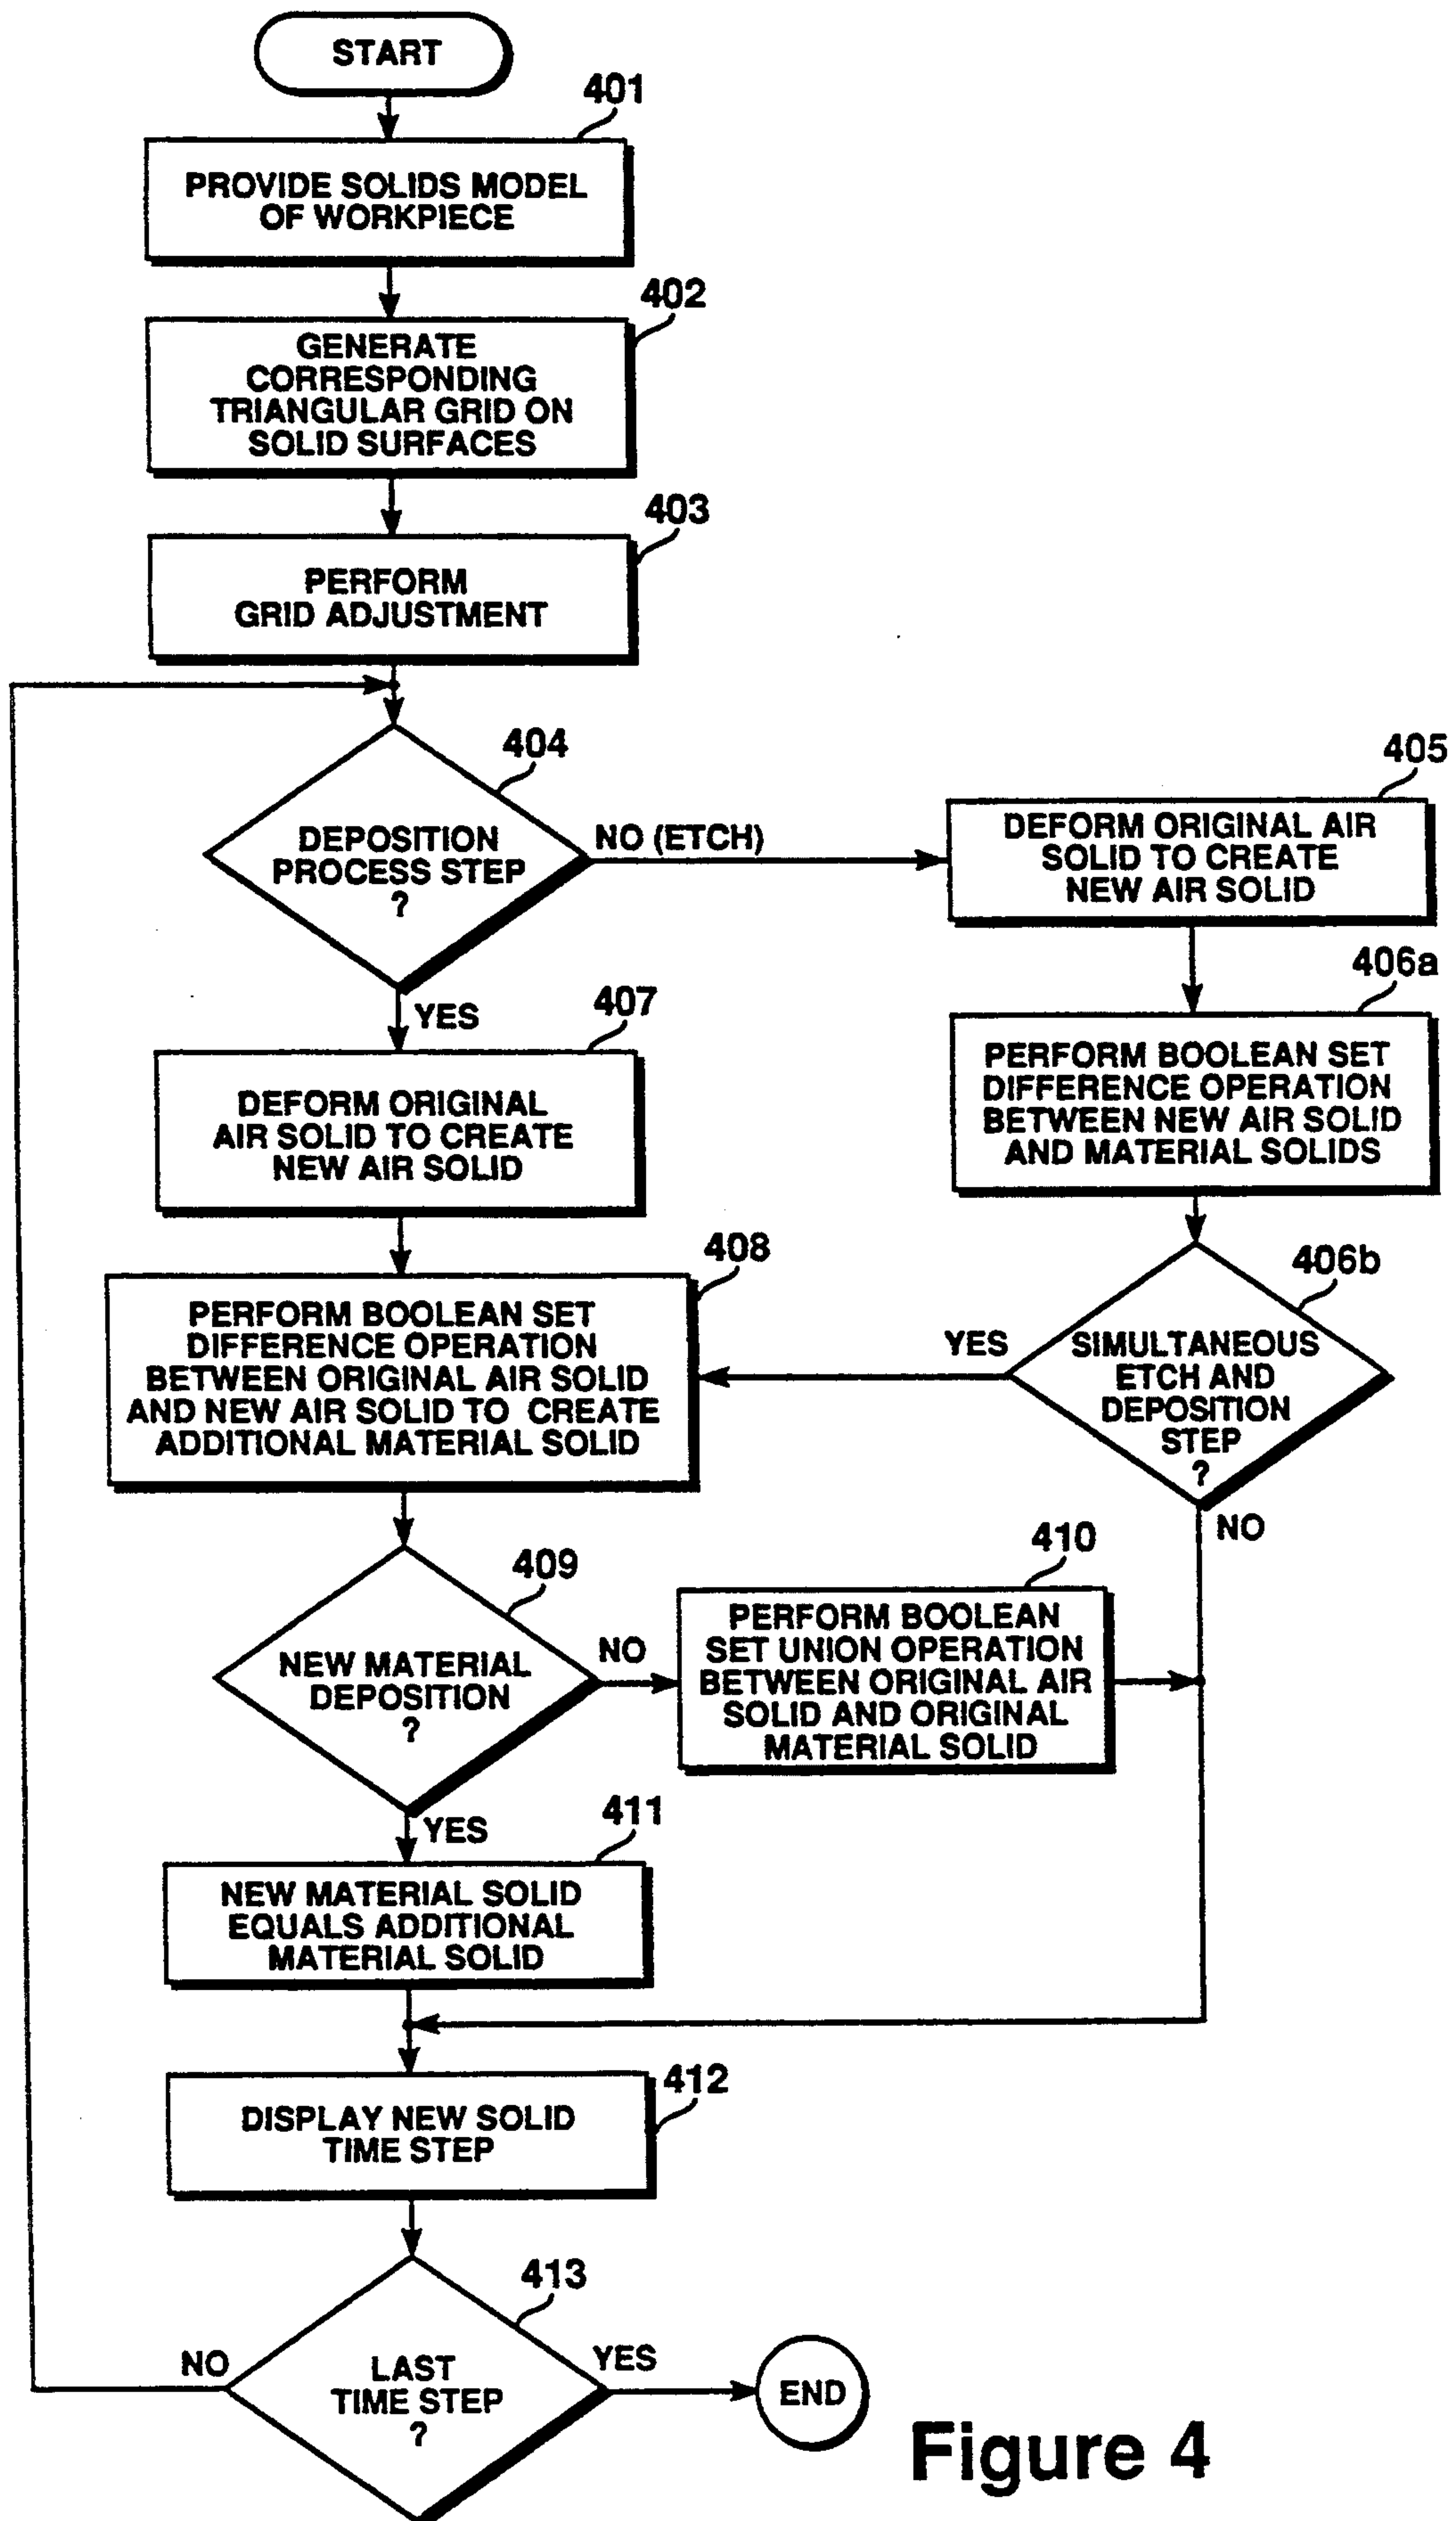 START
401
PROVIDE SOLIDS MODEL
OF WORKPIECE
402
GENERATE
CORRESPONDING
TRIANGULAR GRID ON
SOLID SURFACES
403
PERFORM
GRID ADJUSTMENT
404
DEPOSITION
PROCESS STEP
?
NO (ETCH)
YES
405
DEFORM ORIGINAL AIR
SOLID TO CREATE
NEW AIR SOLID
406a
PERFORM BOOLEAN SET
DIFFERENCE OPERATION
BETWEEN NEW AIR SOLID
AND MATERIAL SOLIDS
407
DEFORM ORIGINAL
AIR SOLID TO CREATE
NEW AIR SOLID
406b
SIMULTANEOUS
ETCH AND
DEPOSITION
STEP
?
YES
NO
408
PERFORM BOOLEAN SET
DIFFERENCE OPERATION
BETWEEN ORIGINAL AIR SOLID
AND NEW AIR SOLID TO CREATE
ADDITIONAL MATERIAL SOLID
409
NEW MATERIAL
DEPOSITION
?
NO
YES
410
PERFORM BOOLEAN
SET UNION OPERATION
BETWEEN ORIGINAL AIR
SOLID AND ORIGINAL
MATERIAL SOLID
411
NEW MATERIAL SOLID
EQUALS ADDITIONAL
MATERIAL SOLID
412
DISPLAY NEW SOLID
TIME STEP
413
LAST
TIME STEP
?
NO
YES
END
Figure 4